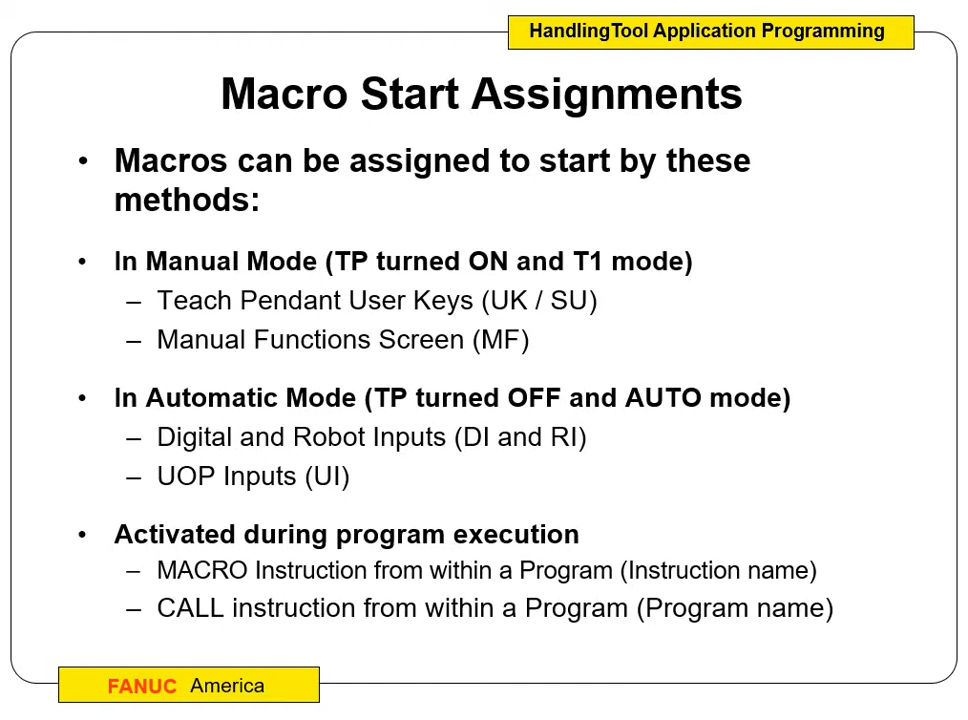 HandlingTool Application Programming
Macro Start Assignments
• Macros can be assigned to start by these
methods:
• In Manual Mode (TP turned ON and T1 mode)
– Teach Pendant User Keys (UK / SU)
– Manual Functions Screen (MF)
• In Automatic Mode (TP turned OFF and AUTO mode)
– Digital and Robot Inputs (DI and RI)
– UOP Inputs (UI)
• Activated during program execution
– MACRO Instruction from within a Program (Instruction name)
– CALL instruction from within a Program (Program name)
FANUC America